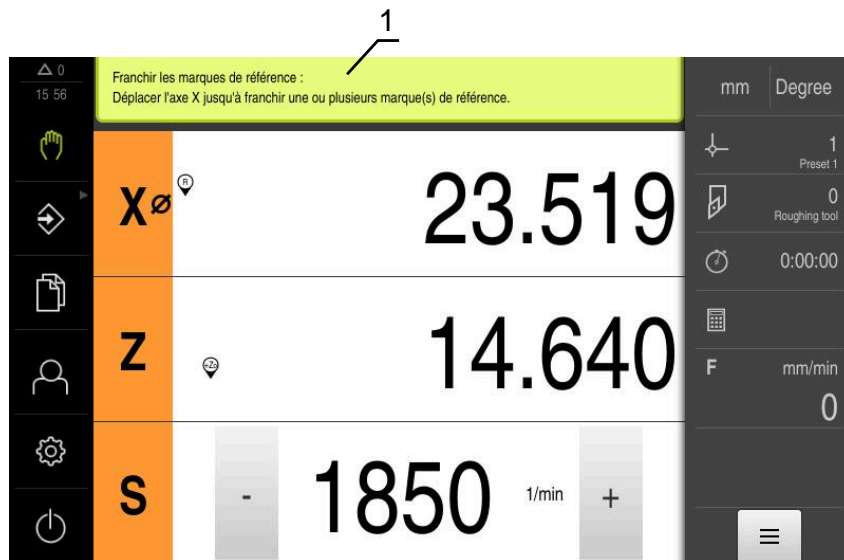 1
△ 0
15 56
Franchir les marques de référence :
Déplacer l'axe X jusqu'à franchir une ou plusieurs marque(s) de référence.
mm Degree
X⌀ R 23.519
1
Preset 1
0
Roughing tool
0:00:00
Z +Zo 14.640
F mm/min
0
S - 1850 1/min +